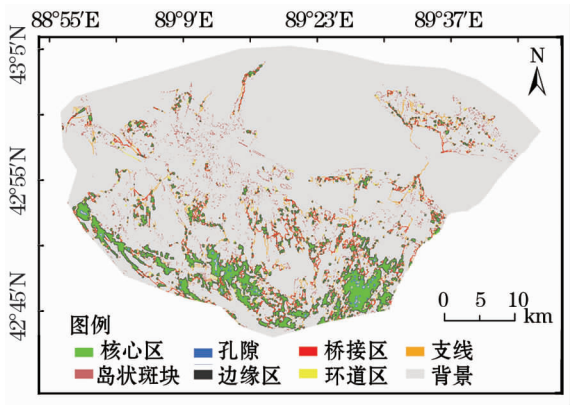 88°55′E 89°9′E 89°23′E 89°37′E
43°5′N
42°55′N
42°45′N
N
0 5 10 km
图例
核心区 孔隙 桥接区 支线
岛状斑块 边缘区 环道区 背景